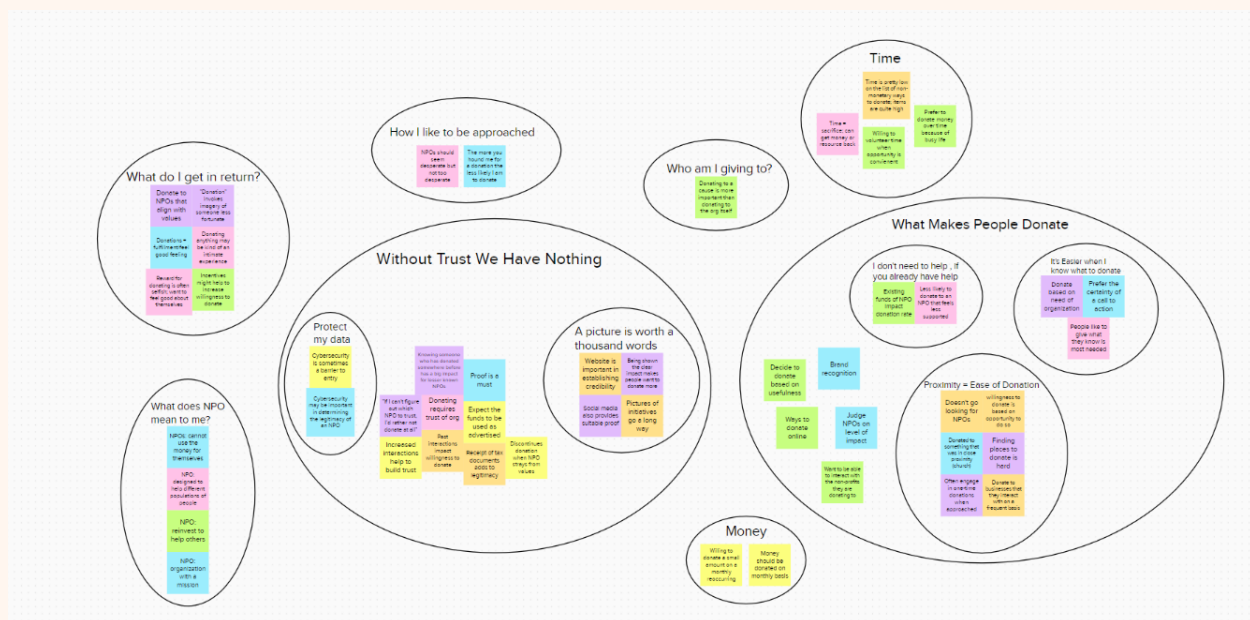 Time
Time is pretty low
on the list of non-
monetary ways
to donate; items
are quite high
Time =
sacrifice; can
get money or
resource back
Willing to
volunteer time
when
opportunity is
convenient
Prefer to
donate money
over time
because of
busy life
How I like to be approached
NPOs should
seem
desperate but
not too
desperate
The more you
hound me for
a donation the
less likely I am
to donate
Who am I giving to?
Donating to a
cause is more
important than
donating to
the org itself
What do I get in return?
Donate to
NPOs that
align with
values
"Donation"
invokes
imagery of
someone less
fortunate
Donations =
fulfillment/feel
good feeling
Donating
anything may
be kind of an
intimate
experience
Reward for
donating is often
selfish; want to
feel good about
themselves
Incentives
might help to
increase
willingness to
donate
What Makes People Donate
I don't need to help , if
you already have help
Existing
funds of NPO
impact
donation rate
Less likely to
donate to an
NPO that feels
less
supported
It's Easier when I
know what to donate
Donate
based on
need of
organization
Prefer the
certainty of
a call to
action
People like to
give what
they know is
most needed
Decide to
donate
based on
usefulness
Brand
recognition
Ways to
donate
online
Judge
NPOs on
level of
impact
Want to be able
to interact with
the non-profits
they are
donating to
Proximity = Ease of Donation
Doesn't go
looking for
NPOs
willingness to
donate is
based on
opportunity to
do so
Donated to
something that
was in close
proximity
(church)
Finding
places to
donate is
hard
Often engage
in one-time
donations
when
approached
Donate to
businesses that
they interact
with on a
frequent basis
Without Trust We Have Nothing
Protect
my data
Cybersecurity
is sometimes
a barrier to
entry
Cybersecurity
may be important
in determining
the legitimacy of
an NPO
Knowing someone
who has donated
somewhere before
has a big impact
for lesser known
NPOs.
Proof is a
must
"If I can't figure
out which
NPO to trust,
I'd rather not
donate at all"
Donating
requires
trust of org
Expect the
funds to be
used as
advertised
Increased
interactions
help to
build trust
Past
interactions
impact
willingness to
donate
Receipt of tax
documents
adds to
legitimacy
Discontinues
donation
when NPO
strays from
values
A picture is worth a
thousand words
Website is
important in
establishing
credibility
Being shown
the clear
impact makes
people want to
donate more
Social media
also provides
suitable proof
Pictures of
initiatives
go a long
way
What does NPO
mean to me?
NPOs: cannot
use the
money for
themselves
NPO:
designed to
help different
populations of
people
NPO:
reinvest to
help others
NPO:
organization
with a
mission
Money
Willing to
donate a small
amount on a
monthly
reoccurring
Money
should be
donated on
monthly basis